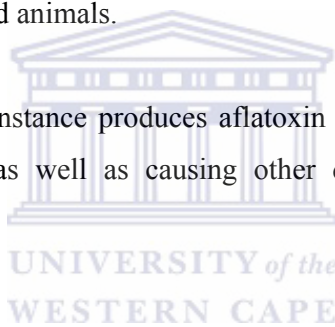 d animals.
nstance produces aflatoxin
as well as causing other
UNIVERSITY of the
WESTERN CAPE